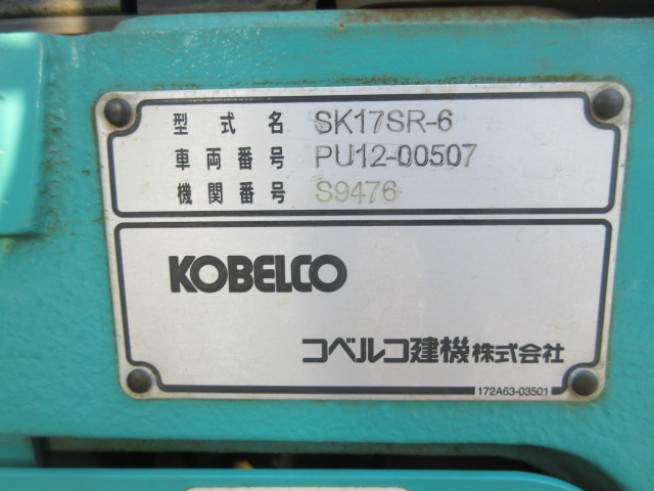 型式名 SK17SR-6
車両番号 PU12-00507
機関番号 S9476
KOBELCO
コベルコ建機株式会社
172A63-03501